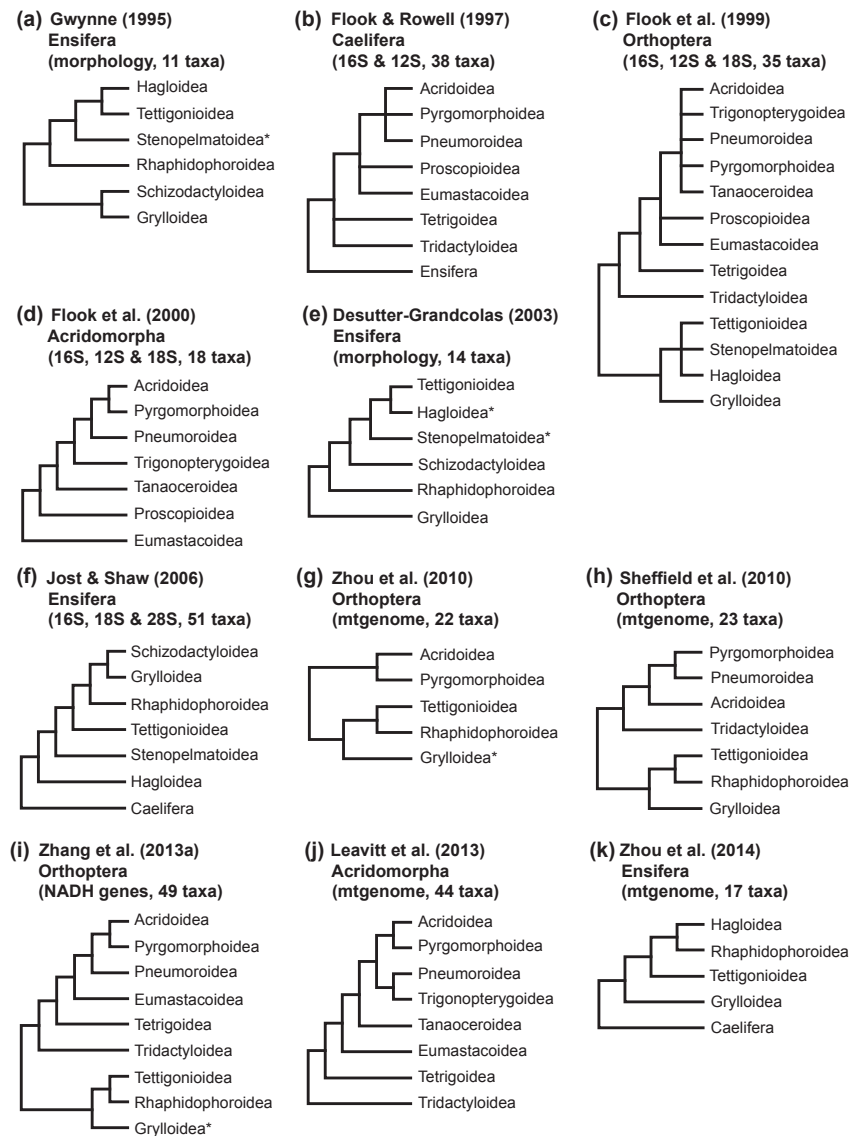 (a) Gwynne (1995)
Ensifera
(morphology, 11 taxa)
Hagloidea
Tettigonioidea
Stenopelmatoidea*
Rhaphidophoroidea
Schizodactyloidea
Grylloidea
(b) Flook & Rowell (1997)
Caelifera
(16S & 12S, 38 taxa)
Acridoidea
Pyrgomorphoidea
Pneumoroidea
Proscopioidea
Eumastacoidea
Tetrigoidea
Tridactyloidea
Ensifera
(c) Flook et al. (1999)
Orthoptera
(16S, 12S & 18S, 35 taxa)
Acridoidea
Trigonopterygoidea
Pneumoroidea
Pyrgomorphoidea
Tanaoceroidea
Proscopioidea
Eumastacoidea
Tetrigoidea
Tridactyloidea
Tettigonioidea
Stenopelmatoidea
Hagloidea
Grylloidea
(d) Flook et al. (2000)
Acridomorpha
(16S, 12S & 18S, 18 taxa)
Acridoidea
Pyrgomorphoidea
Pneumoroidea
Trigonopterygoidea
Tanaoceroidea
Proscopioidea
Eumastacoidea
(e) Desutter-Grandcolas (2003)
Ensifera
(morphology, 14 taxa)
Tettigonioidea
Hagloidea*
Stenopelmatoidea*
Schizodactyloidea
Rhaphidophoroidea
Grylloidea
(f) Jost & Shaw (2006)
Ensifera
(16S, 18S & 28S, 51 taxa)
Schizodactyloidea
Grylloidea
Rhaphidophoroidea
Tettigonioidea
Stenopelmatoidea
Hagloidea
Caelifera
(g) Zhou et al. (2010)
Orthoptera
(mtgenome, 22 taxa)
Acridoidea
Pyrgomorphoidea
Tettigonioidea
Rhaphidophoroidea
Grylloidea*
(h) Sheffield et al. (2010)
Orthoptera
(mtgenome, 23 taxa)
Pyrgomorphoidea
Pneumoroidea
Acridoidea
Tridactyloidea
Tettigonioidea
Rhaphidophoroidea
Grylloidea
(i) Zhang et al. (2013a)
Orthoptera
(NADH genes, 49 taxa)
Acridoidea
Pyrgomorphoidea
Pneumoroidea
Eumastacoidea
Tetrigoidea
Tridactyloidea
Tettigonioidea
Rhaphidophoroidea
Grylloidea*
(j) Leavitt et al. (2013)
Acridomorpha
(mtgenome, 44 taxa)
Acridoidea
Pyrgomorphoidea
Pneumoroidea
Trigonopterygoidea
Tanaoceroidea
Eumastacoidea
Tetrigoidea
Tridactyloidea
(k) Zhou et al. (2014)
Ensifera
(mtgenome, 17 taxa)
Hagloidea
Rhaphidophoroidea
Tettigonioidea
Grylloidea
Caelifera